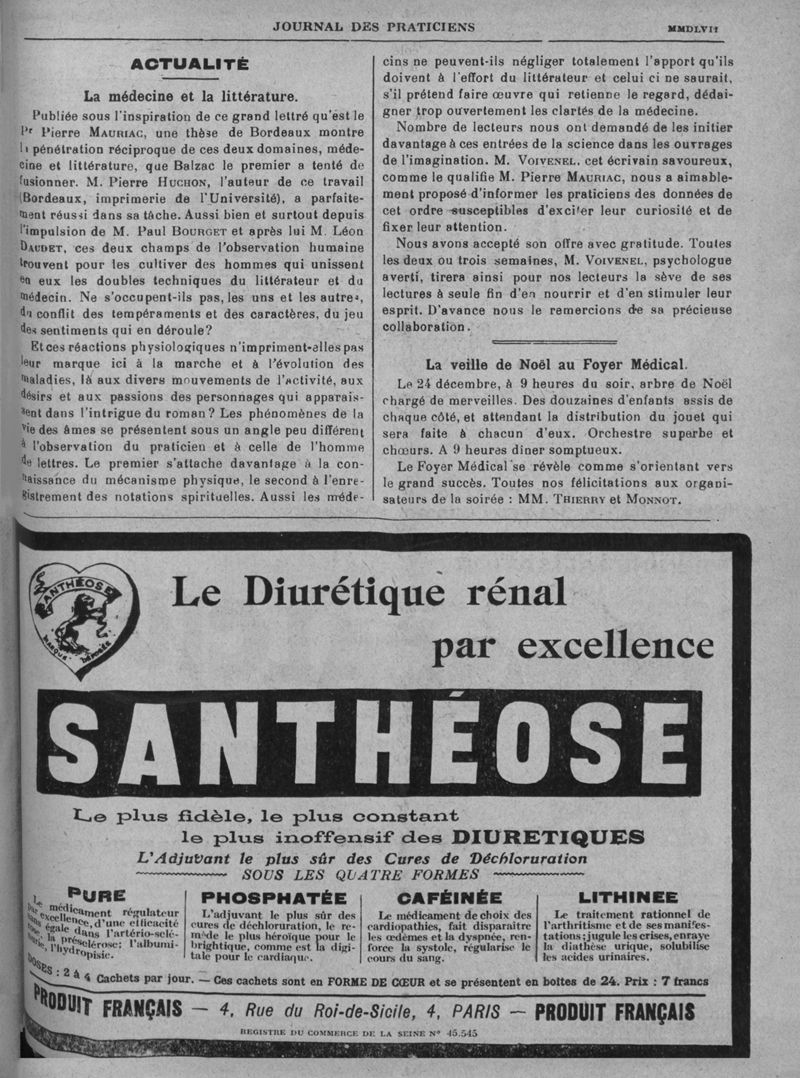 JOURNAL DES PRATICIENS
MMDLVII
ACTUALITÉ
La médecine et la littérature.
Publiée sous l'inspiration de ce grand lettré qu'est le
Pr Pierre MAURIAC, une thèse de Bordeaux montre
la pénétration réciproque de ces deux domaines, méde-
cine et littérature, que Balzac le premier a tenté de
fusionner. M. Pierre HUCHON, l'auteur de ce travail
(Bordeaux, imprimerie de l'Université), a parfaite-
ment réussi dans sa tâche. Aussi bien et surtout depuis
l'impulsion de M. Paul BOURGET et après lui M. Léon
DAUDET, ces deux champs de l'observation humaine
trouvent pour les cultiver des hommes qui unissent
en eux les doubles techniques du littérateur et du
médecin. Ne s'occupent-ils pas, les uns et les autres,
du conflit des tempéraments et des caractères, du jeu
des sentiments qui en déroule?
Et ces réactions physiologiques n'impriment-elles pas
leur marque ici à la marche et à l'évolution des
maladies, là aux divers mouvements de l'activité, aux
désirs et aux passions des personnages qui apparais-
sent dans l'intrigue du roman? Les phénomènes de la
vie des âmes se présentent sous un angle peu différent
à l'observation du praticien et à celle de l'homme
de lettres. Le premier s'attache davantage à la con-
naissance du mécanisme physique, le second à l'enre-
gistrement des notations spirituelles. Aussi les méde-
cins ne peuvent-ils négliger totalement l'apport qu'ils
doivent à l'effort du littérateur et celui ci ne saurait,
s'il prétend faire œuvre qui retienne le regard, dédai-
gner trop ouvertement les clartés de la médecine.
Nombre de lecteurs nous ont demandé de les initier
davantage à ces entrées de la science dans les ouvrages
de l'imagination. M. VOIVENEL, cet écrivain savoureux,
comme le qualifie M. Pierre MAURIAC, nous a aimable-
ment proposé d'informer les praticiens des données de
cet ordre susceptibles d'exciter leur curiosité et de
fixer leur attention.
Nous avons accepté son offre avec gratitude. Toutes
les deux ou trois semaines, M. VOIVENEL, psychologue
averti, tirera ainsi pour nos lecteurs la sève de ses
lectures à seule fin d'en nourrir et d'en stimuler leur
esprit. D'avance nous le remercions de sa précieuse
collaboration.
La veille de Noël au Foyer Médical.
Le 24 décembre, à 9 heures du soir, arbre de Noël
chargé de merveilles. Des douzaines d'enfants assis de
chaque côté, et attendant la distribution du jouet qui
sera faite à chacun d'eux. Orchestre superbe et
chœurs. A 9 heures diner somptueux.
Le Foyer Médical se révèle comme s'orientant vers
le grand succès. Toutes nos félicitations aux organi-
sateurs de la soirée : MM. THIERRY et MONNOT.
SANTHÉOSE
MARQUE DÉPOSÉE
Le Diurétique rénal
par excellence
SANTHÉOSE
Le plus fidèle, le plus constant
le plus inoffensif des DIURETIQUES
L'Adjuvant le plus sûr des Cures de Déchloruration
SOUS LES QUATRE FORMES
PURE
Le médicament régulateur
par excellence, d'une efficacité
sans égale dans l'artério-sclé-
rose, la présclérose; l'albumi-
nurie, l'hydropisie.
PHOSPHATÉE
L'adjuvant le plus sûr des
cures de déchloruration, le re-
mède le plus héroïque pour le
brightique, comme est la digi-
tale pour le cardiaque.
CAFÉINÉE
Le médicament de choix des
cardiopathies, fait disparaitre
les œdèmes et la dyspnée, ren-
force la systole, régularise le
cours du sang.
LITHINEE
Le traitement rationnel de
l'arthritisme et de ses manifes-
tations; jugule les crises, enraye
la diathèse urique, solubilise
les acides urinaires.
DOSES : 2 à 4 Cachets par jour. — Ces cachets sont en FORME DE CŒUR et se présentent en boîtes de 24. Prix : 7 francs
PRODUIT FRANÇAIS — 4, Rue du Roi-de-Sicile, 4, PARIS — PRODUIT FRANÇAIS
REGISTRE DU COMMERCE DE LA SEINE N° 45.545